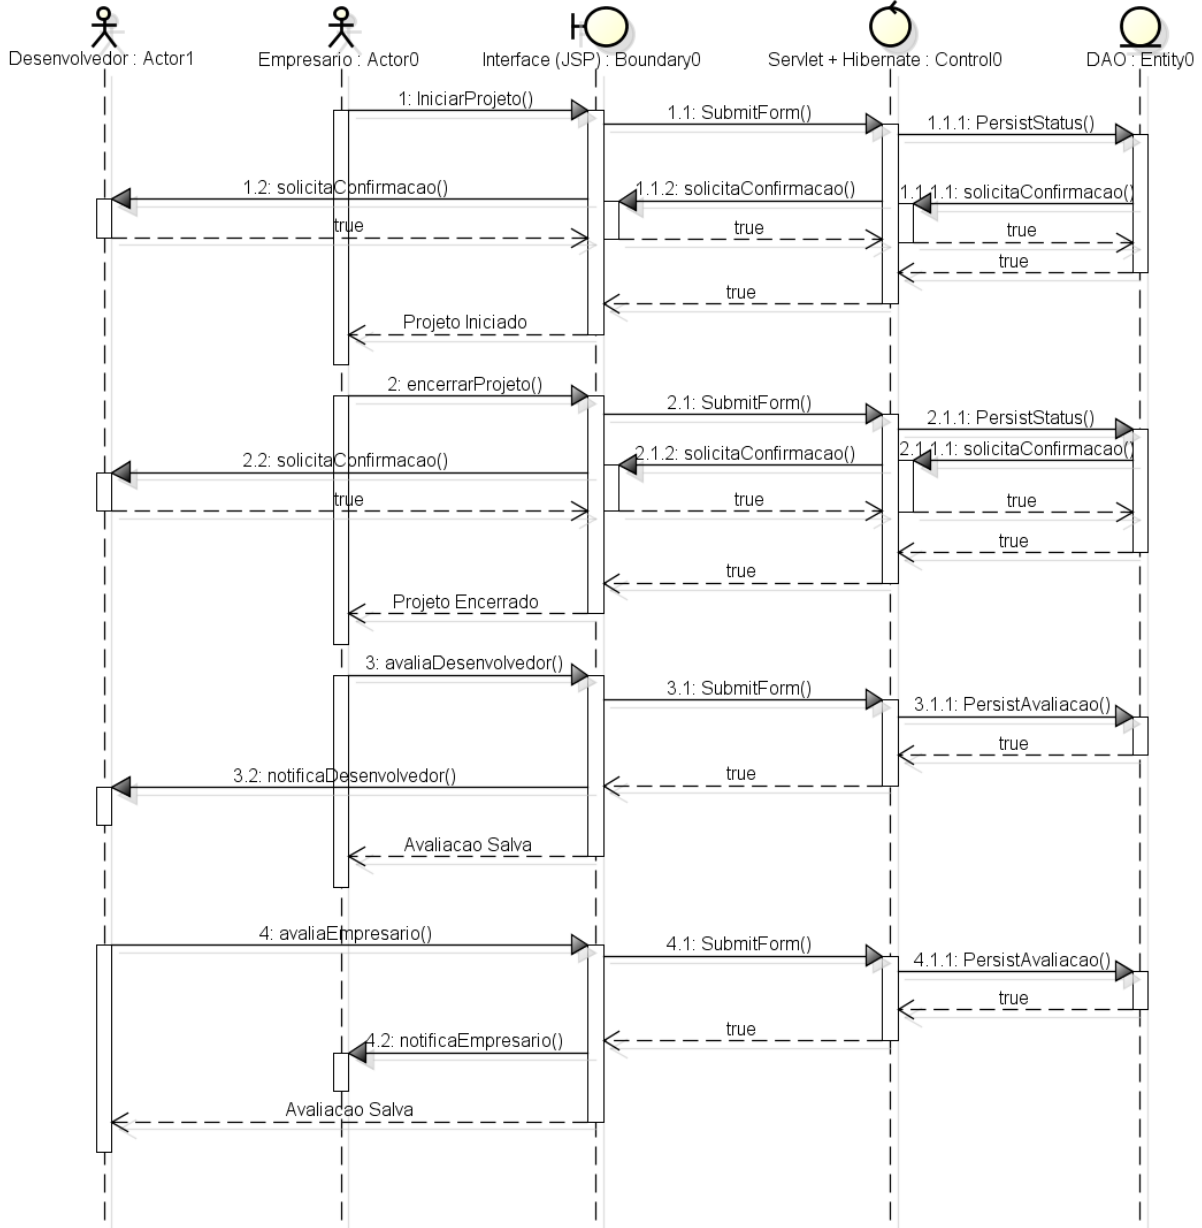 Desenvolvedor : Actor1
Empresario : Actor0
Interface (JSP) : Boundary0
Servlet + Hibernate : Control0
DAO : Entity0
1: IniciarProjeto()
1.1: SubmitForm()
1.1.1: PersistStatus()
1.2: solicitaConfirmacao()
1.1.2: solicitaConfirmacao()
1.1.1.1: solicitaConfirmacao()
true
true
true
true
true
Projeto Iniciado
2: encerrarProjeto()
2.1: SubmitForm()
2.1.1: PersistStatus()
2.2: solicitaConfirmacao()
2.1.2: solicitaConfirmacao()
2.1.1.1: solicitaConfirmacao()
true
true
true
true
true
Projeto Encerrado
3: avaliaDesenvolvedor()
3.1: SubmitForm()
3.1.1: PersistAvaliacao()
true
true
3.2: notificaDesenvolvedor()
Avaliacao Salva
4: avaliaEmpresario()
4.1: SubmitForm()
4.1.1: PersistAvaliacao()
true
true
4.2: notificaEmpresario()
Avaliacao Salva